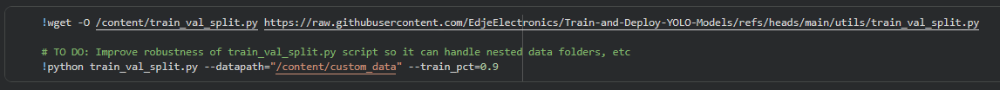 !wget -O /content/train_val_split.py https://raw.githubusercontent.com/EdjeElectronics/Train-and-Deploy-YOLO-Models/refs/heads/main/utils/train_val_split.py
# TO DO: Improve robustness of train_val_split.py script so it can handle nested data folders, etc
!python train_val_split.py --datapath="/content/custom_data" --train_pct=0.9